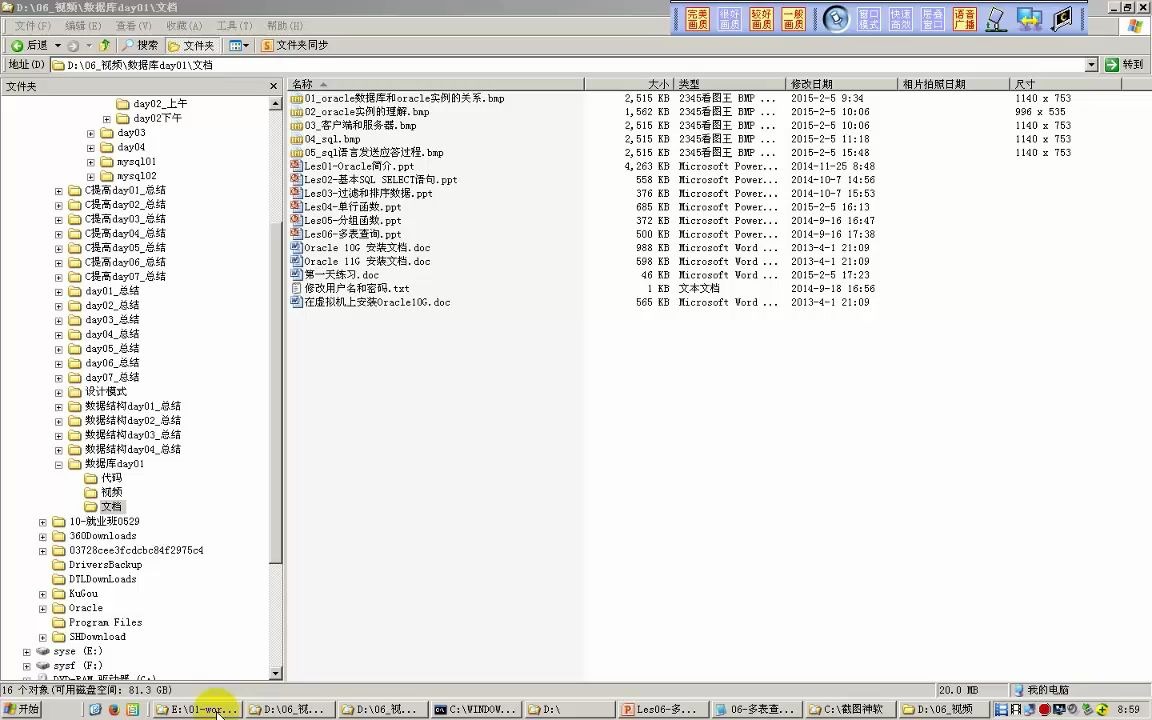 D:\06_视频\数据库day01\文档
文件(F) 编辑(E) 查看(V) 收藏(A) 工具(T) 帮助(H)
完美画质 很好画质 较好画质 一般画质 窗口模式 快速高效 层叠窗口 语音广播
后退 搜索 文件夹 文件夹同步
地址(D) D:\06_视频\数据库day01\文档 转到
文件夹
day02_上午
day02下午
day03
day04
mysql01
mysql02
C提高day01_总结
C提高day02_总结
C提高day03_总结
C提高day04_总结
C提高day05_总结
C提高day06_总结
C提高day07_总结
day01_总结
day02_总结
day03_总结
day04_总结
day05_总结
day06_总结
day07_总结
设计模式
数据结构day01_总结
数据结构day02_总结
数据结构day03_总结
数据结构day04_总结
数据库day01
代码
视频
文档
10-就业班0529
360Downloads
03728cee3fcdcbc84f2975c4
DriversBackup
DTLDownLoads
KuGou
Oracle
Program Files
SHDownload
syse (E:)
sysf (F:)
DVD-RAM 驱动器 (G:)
名称 大小 类型 修改日期 相片拍照日期 尺寸
01_oracle数据库和oracle实例的关系.bmp 2,515 KB 2345看图王 BMP ... 2015-2-5 9:34 1140 x 753
02_oracle实例的理解.bmp 1,562 KB 2345看图王 BMP ... 2015-2-5 10:06 996 x 535
03_客户端和服务器.bmp 2,515 KB 2345看图王 BMP ... 2015-2-5 10:06 1140 x 753
04_sql.bmp 2,515 KB 2345看图王 BMP ... 2015-2-5 11:18 1140 x 753
05_sql语言发送应答过程.bmp 2,515 KB 2345看图王 BMP ... 2015-2-5 15:48 1140 x 753
Les01-Oracle简介.ppt 4,263 KB Microsoft Power... 2014-11-25 8:48
Les02-基本SQL SELECT语句.ppt 558 KB Microsoft Power... 2014-10-7 14:56
Les03-过滤和排序数据.ppt 376 KB Microsoft Power... 2014-10-7 15:53
Les04-单行函数.ppt 685 KB Microsoft Power... 2015-2-5 16:13
Les05-分组函数.ppt 372 KB Microsoft Power... 2014-9-16 16:47
Les06-多表查询.ppt 500 KB Microsoft Power... 2014-9-16 17:38
Oracle 10G 安装文档.doc 988 KB Microsoft Word ... 2013-4-1 21:09
Oracle 11G 安装文档.doc 598 KB Microsoft Word ... 2013-4-1 21:09
第一天练习.doc 46 KB Microsoft Word ... 2015-2-5 17:23
修改用户名和密码.txt 1 KB 文本文档 2014-9-18 16:56
在虚拟机上安装Oracle10G.doc 565 KB Microsoft Word ... 2013-4-1 21:09
16 个对象(可用磁盘空间: 81.3 GB) 20.0 MB 我的电脑
开始 E:\01-wor... D:\06_视... D:\06_视... C:\WINDOW... D:\ Les06-多... 06-多表查... C:\截图神软 D:\06_视频 8:59